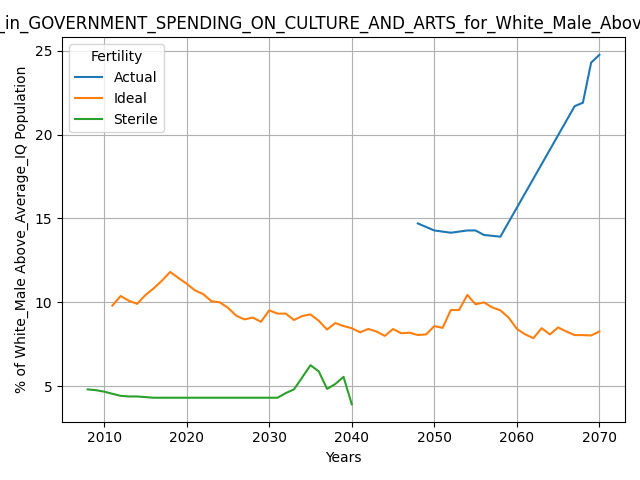 _in_GOVERNMENT_SPENDING_ON_CULTURE_AND_ARTS_for_White_Male_Abov
Fertility
Actual
Ideal
Sterile
% of White_Male Above_Average_IQ Population
25
20
15
10
5
2010 2020 2030 2040 2050 2060 2070
Years